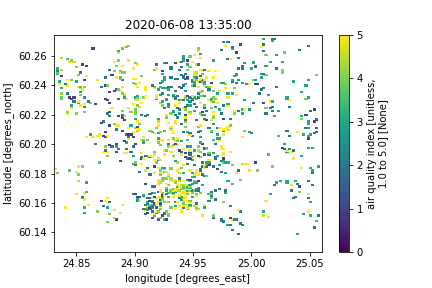 2020-06-08 13:35:00
60.26
60.24
60.22
60.20
60.18
60.16
60.14
latitude [degrees_north]
24.85 24.90 24.95 25.00 25.05
longitude [degrees_east]
5
4
3
2
1
0
air quality index [unitless,
1.0 to 5.0] [None]